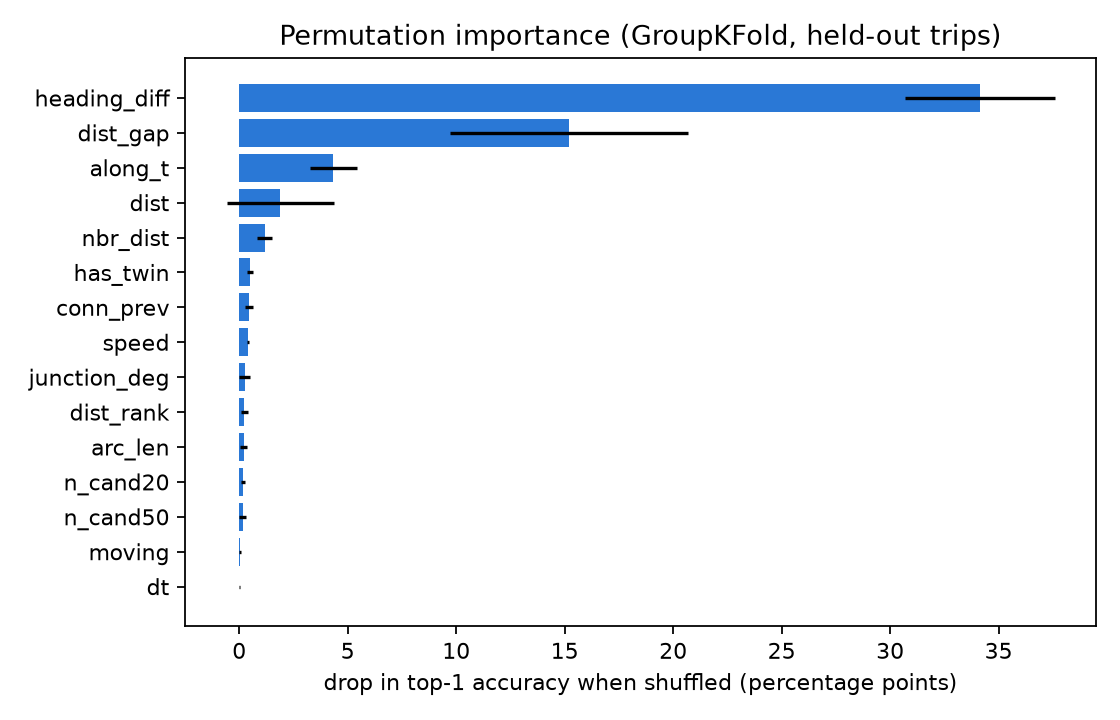 Permutation importance (GroupKFold, held-out trips)
heading_diff
dist_gap
along_t
dist
nbr_dist
has_twin
conn_prev
speed
junction_deg
dist_rank
arc_len
n_cand20
n_cand50
moving
dt
0 5 10 15 20 25 30 35
drop in top-1 accuracy when shuffled (percentage points)